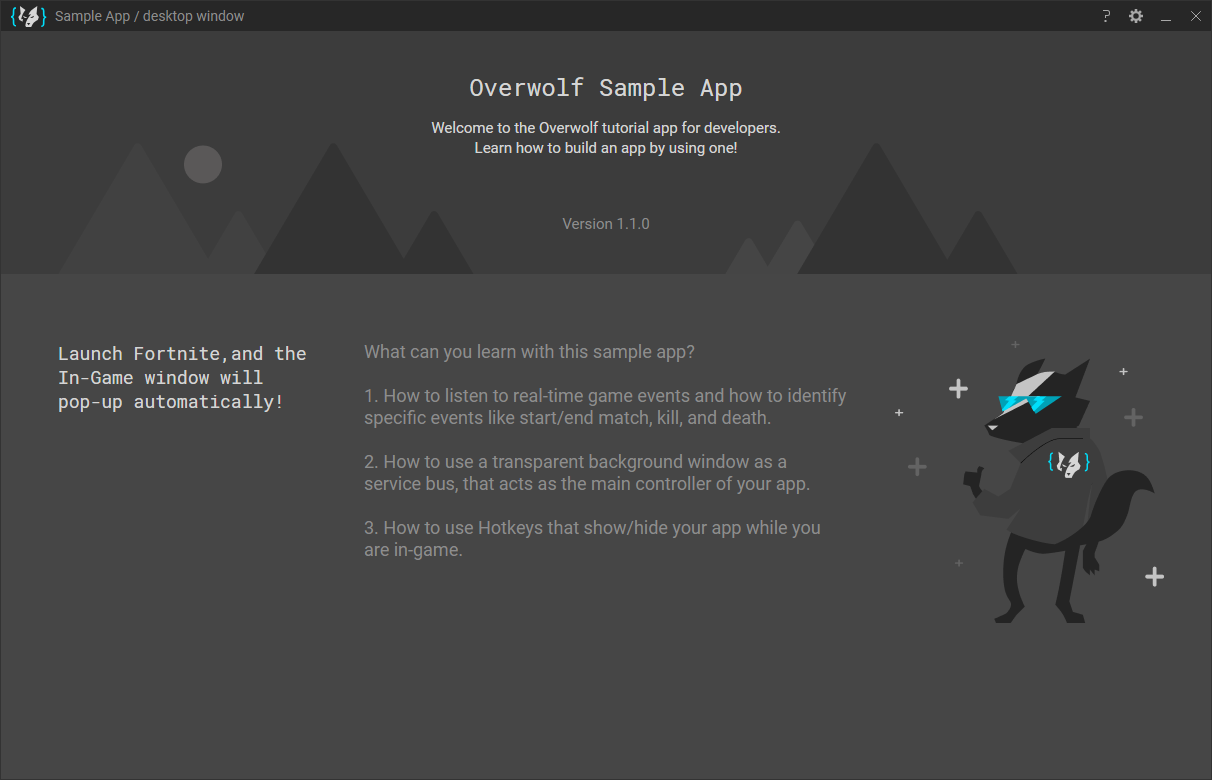 Sample App / desktop window
Overwolf Sample App
Welcome to the Overwolf tutorial app for developers.
Learn how to build an app by using one!
Version 1.1.0
Launch Fortnite,and the
In-Game window will
pop-up automatically!
What can you learn with this sample app?
1. How to listen to real-time game events and how to identify
specific events like start/end match, kill, and death.
2. How to use a transparent background window as a
service bus, that acts as the main controller of your app.
3. How to use Hotkeys that show/hide your app while you
are in-game.